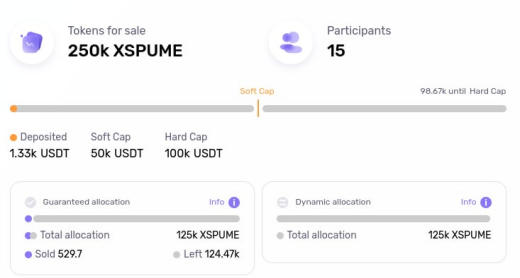 Tokens for sale
250k XSPUME
Participants
15
Soft Cap
98.67k until Hard Cap
Deposited
1.33k USDT
Soft Cap
50k USDT
Hard Cap
100k USDT
Guaranteed allocation
Info
Total allocation
125k XSPUME
Sold 529.7
Left 124.47k
Dynamic allocation
Info
Total allocation
125k XSPUME